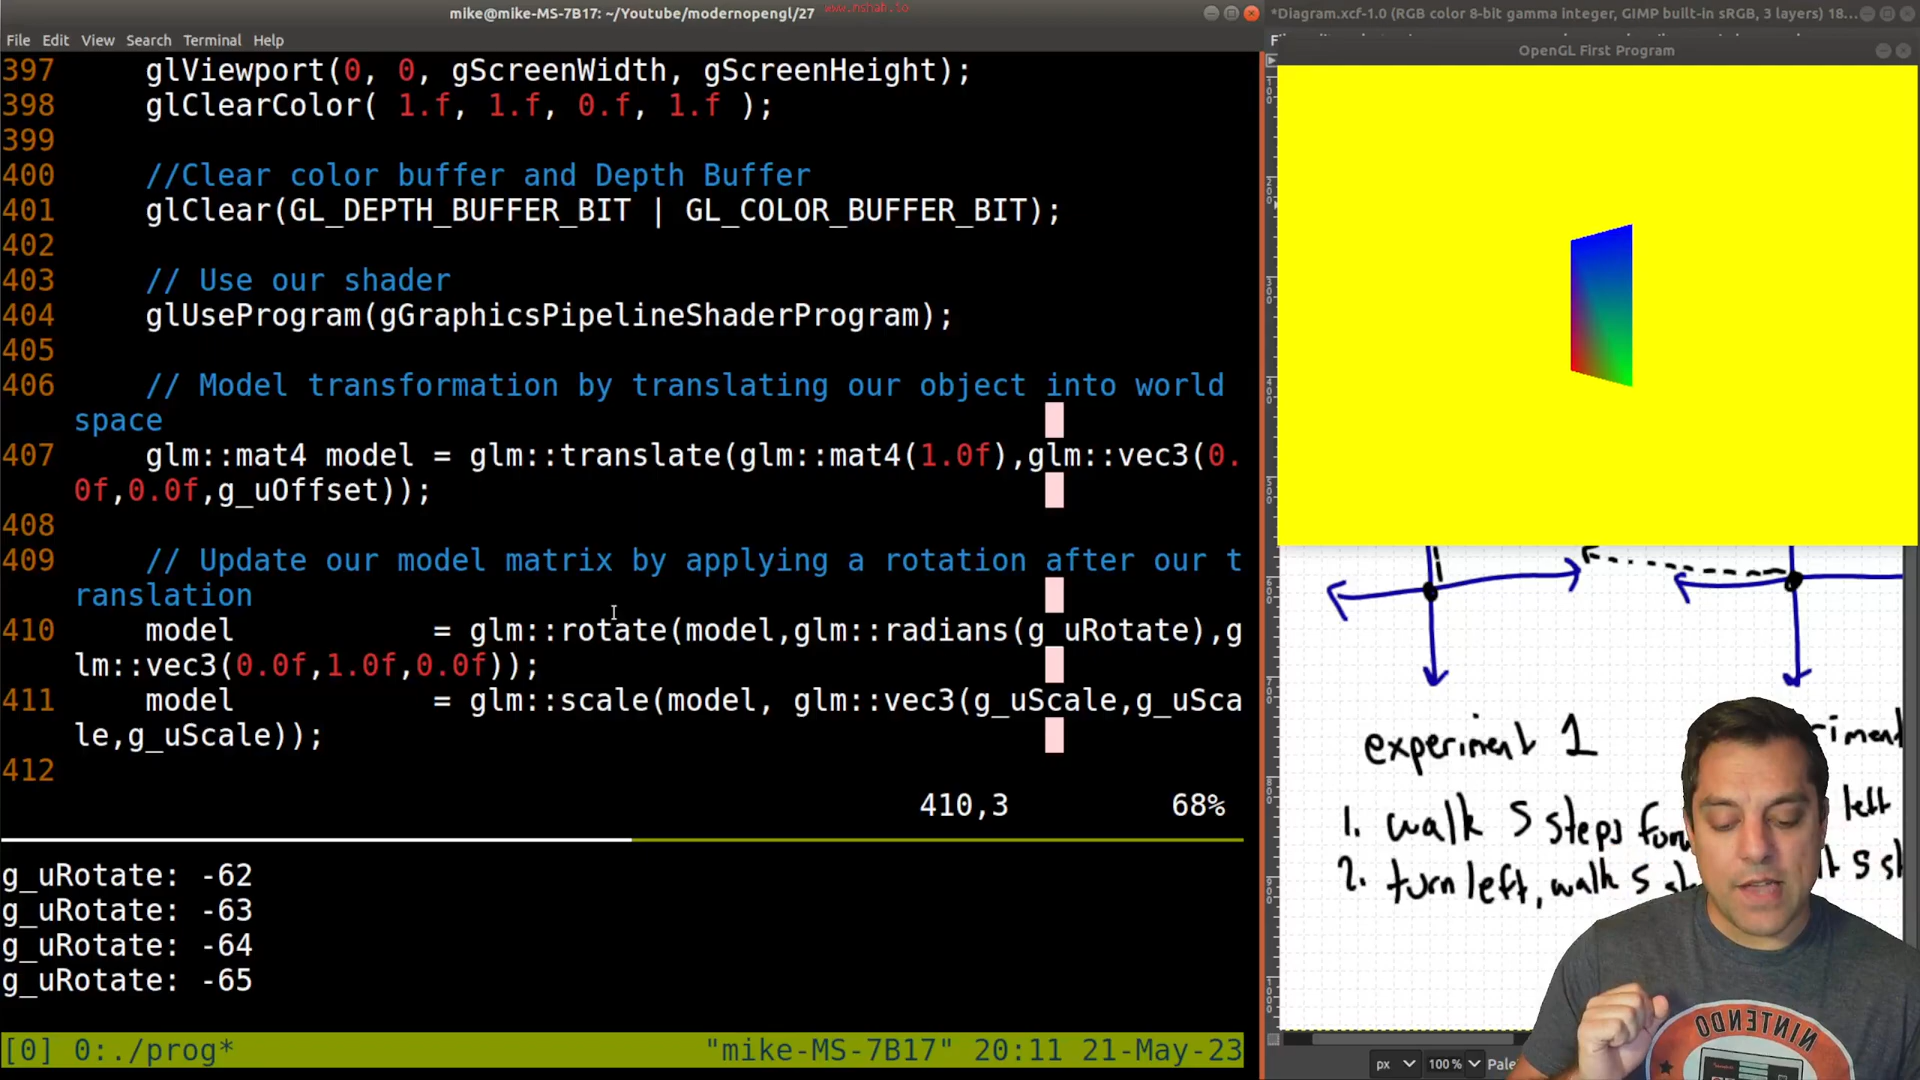 mike@mike-MS-7B17: ~/Youtube/modernopengl/27
www.mshah.io
*Diagram.xcf-1.0 (RGB color 8-bit gamma integer, GIMP built-in sRGB, 3 layers) 18...
File Edit View Search Terminal Help
OpenGL First Program
397 glViewport(0, 0, gScreenWidth, gScreenHeight);
398 glClearColor( 1.f, 1.f, 0.f, 1.f );
399
400 //Clear color buffer and Depth Buffer
401 glClear(GL_DEPTH_BUFFER_BIT | GL_COLOR_BUFFER_BIT);
402
403 // Use our shader
404 glUseProgram(gGraphicsPipelineShaderProgram);
405
406 // Model transformation by translating our object into world
space
407 glm::mat4 model = glm::translate(glm::mat4(1.0f),glm::vec3(0.
0f,0.0f,g_uOffset));
408
409 // Update our model matrix by applying a rotation after our t
ranslation
410 model = glm::rotate(model,glm::radians(g_uRotate),g
lm::vec3(0.0f,1.0f,0.0f));
411 model = glm::scale(model, glm::vec3(g_uScale,g_uSca
le,g_uScale));
412
410,3 68%
g_uRotate: -62
g_uRotate: -63
g_uRotate: -64
g_uRotate: -65
[0] 0:./prog* "mike-MS-7B17" 20:11 21-May-23
experiment 1
1. walk 5 steps
2. turn left, walk 5
left
NINTENDO
px 100%